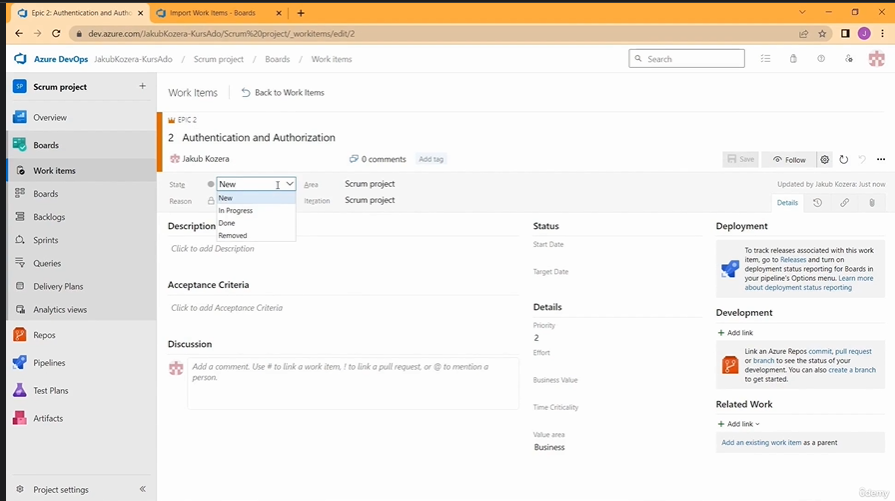 Epic 2: Authentication and Autho
Import Work Items - Boards
dev.azure.com/JakubKozera-KursAdo/Scrum%20project/_workitems/edit/2
J
Azure DevOps
JakubKozera-KursAdo / Scrum project / Boards / Work items
Search
SP Scrum project
Overview
Boards
Work items
Boards
Backlogs
Sprints
Queries
Delivery Plans
Analytics views
Repos
Pipelines
Test Plans
Artifacts
Project settings
Work Items
Back to Work Items
EPIC 2
2 Authentication and Authorization
Jakub Kozera
0 comments
Add tag
Save
Follow
State
New
Area
Scrum project
Updated by Jakub Kozera: Just now
Reason
Iteration
Scrum project
Details
New
In Progress
Done
Removed
Description
Click to add Description
Acceptance Criteria
Click to add Acceptance Criteria
Discussion
Add a comment. Use # to link a work item, ! to link a pull request, or @ to mention a
person.
Status
Start Date
Target Date
Details
Priority
2
Effort
Business Value
Time Criticality
Value area
Business
Deployment
To track releases associated with this work
item, go to Releases and turn on
deployment status reporting for Boards in
your pipeline's Options menu. Learn more
about deployment status reporting
Development
Add link
Link an Azure Repos commit, pull request
or branch to see the status of your
development. You can also create a branch
to get started.
Related Work
Add link
Add an existing work item as a parent
ûdemy